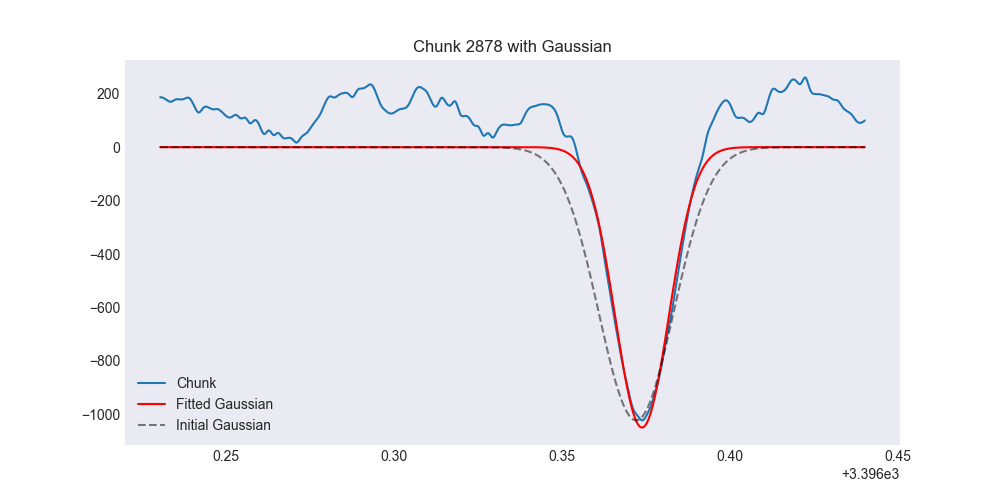 Chunk 2878 with Gaussian
200
0
−200
−400
−600
−800
−1000
Chunk
Fitted Gaussian
Initial Gaussian
0.25 0.30 0.35 0.40 0.45
+3.396e3